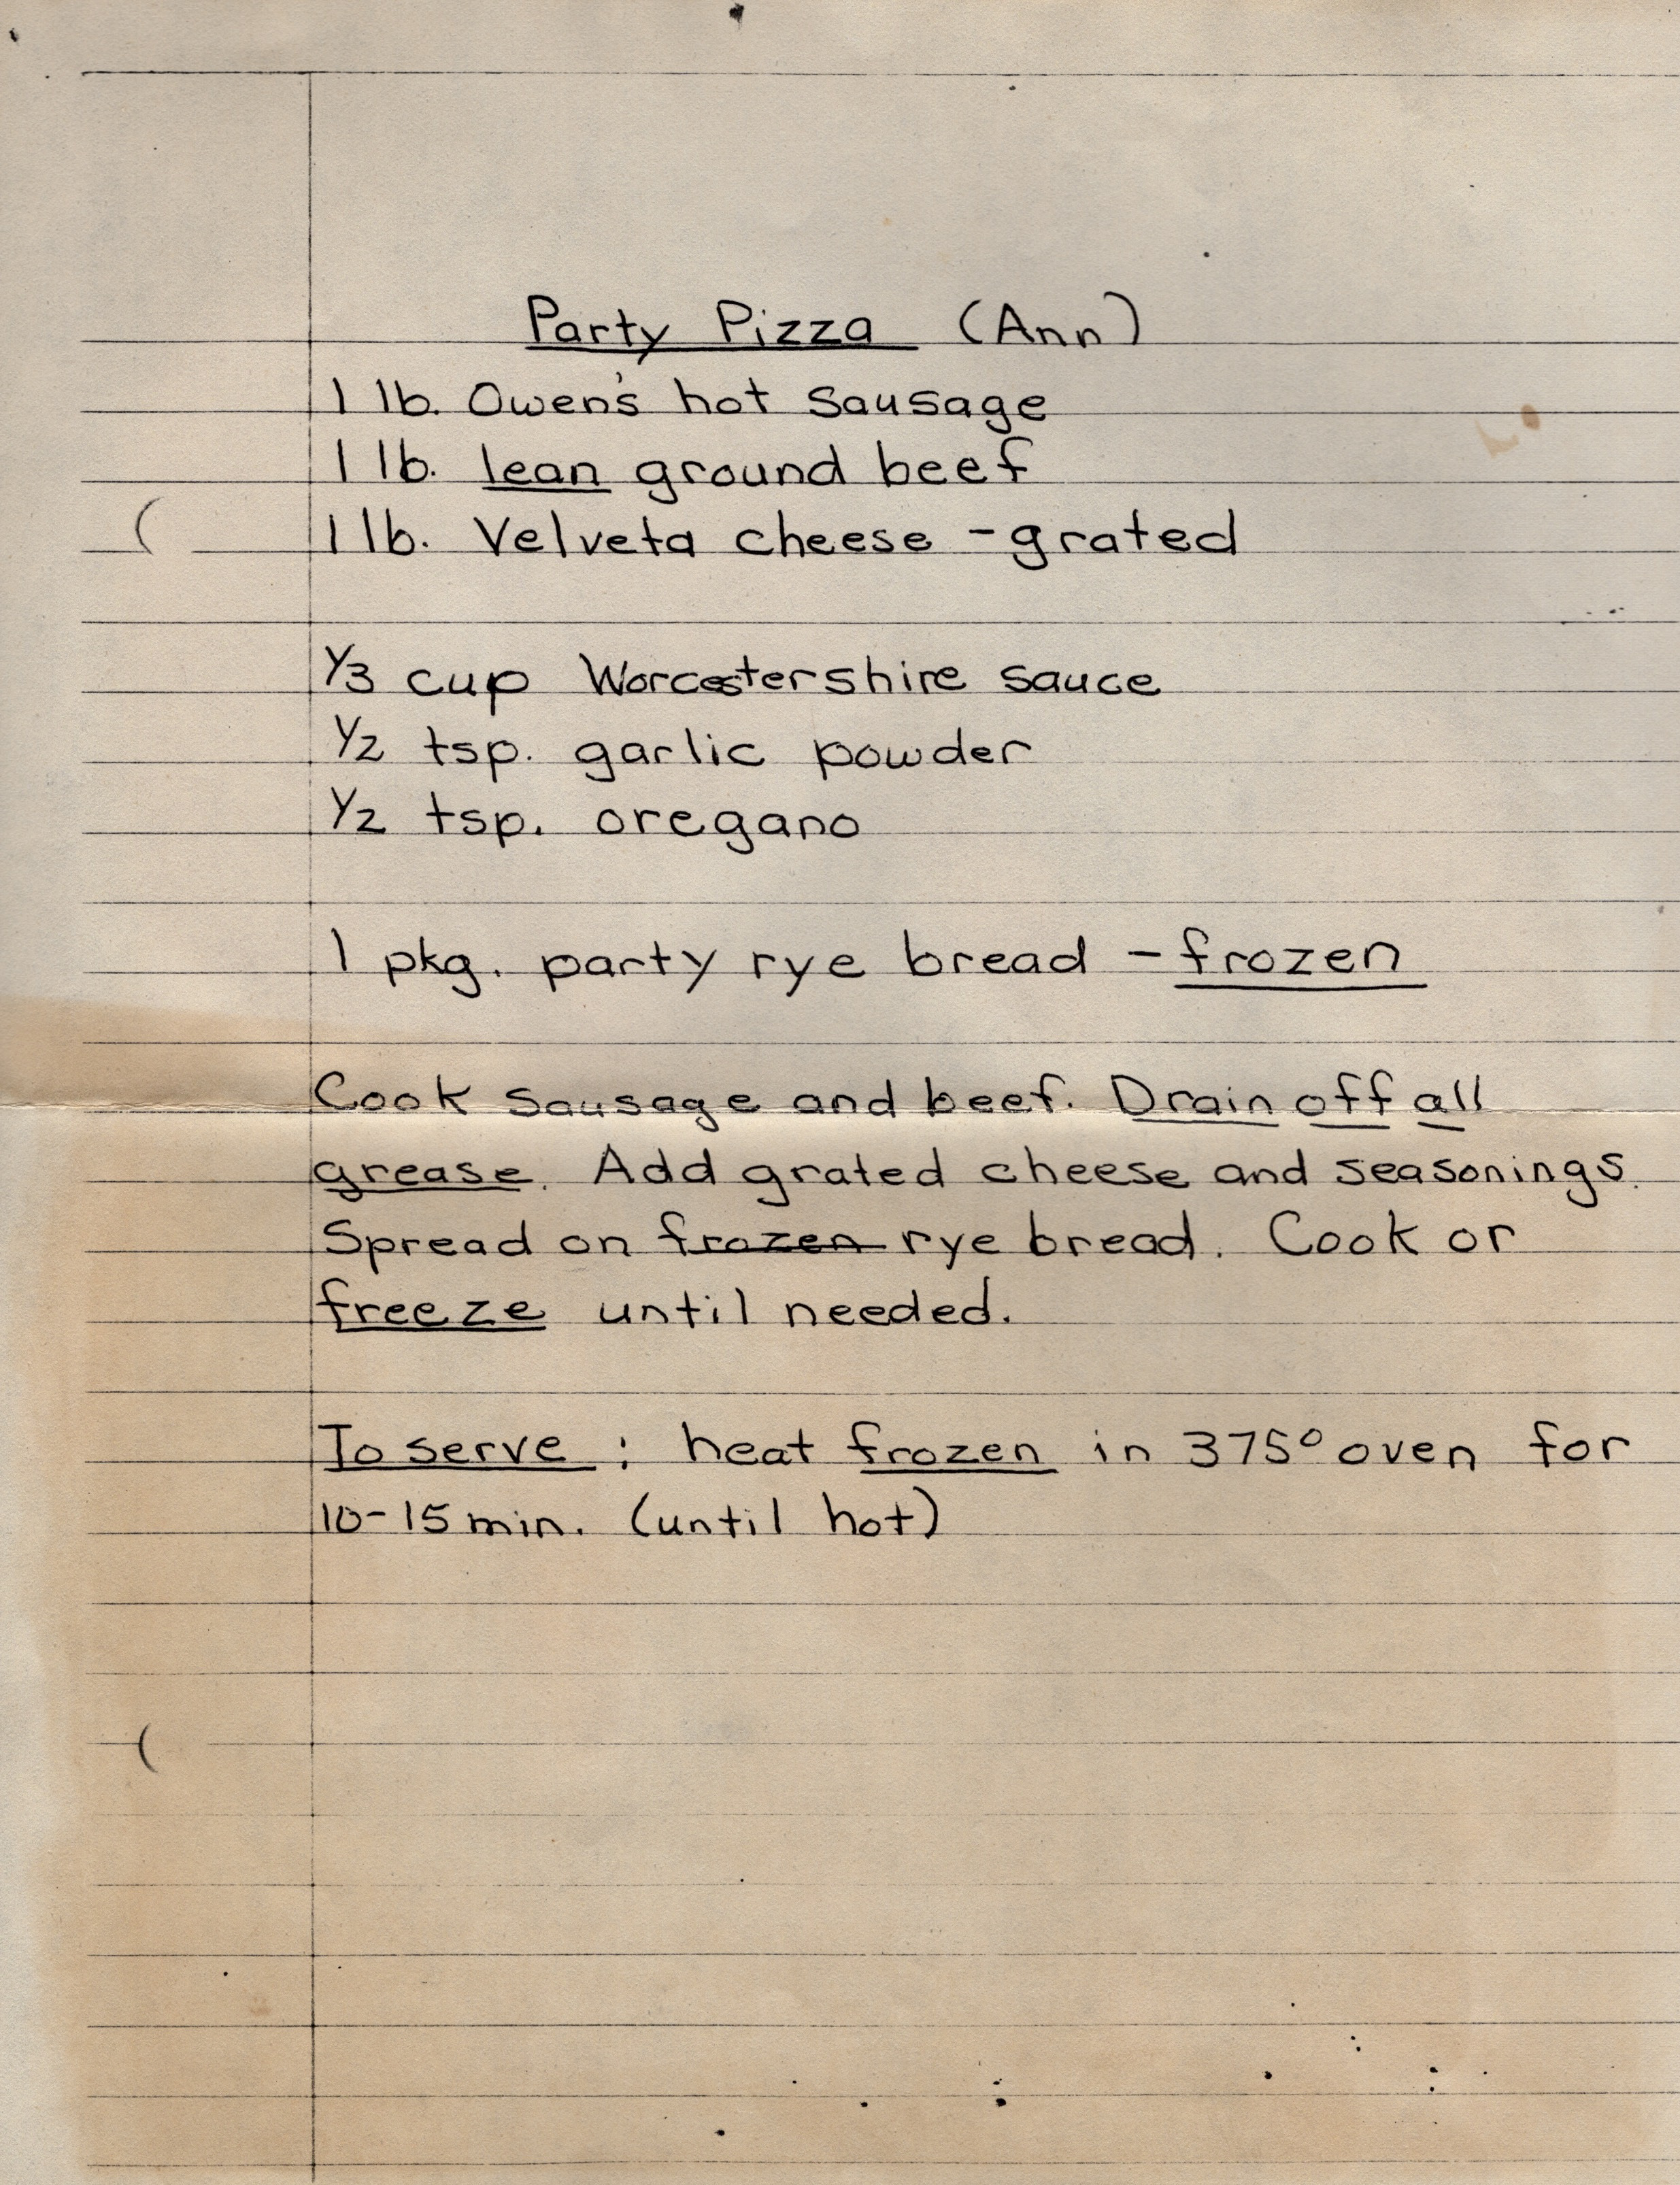 Party Pizza (Ann)
1 lb. Owen's hot sausage
1 lb. lean ground beef
1 lb. Velveta cheese - grated
1/3 cup Worcestershire sauce
1/2 tsp. garlic powder
1/2 tsp. oregano
1 pkg. party rye bread - frozen
Cook sausage and beef. Drain off all
grease. Add grated cheese and seasonings.
Spread on frozen rye bread. Cook or
freeze until needed.
To serve : heat frozen in 375° oven for
10-15 min. (until hot)